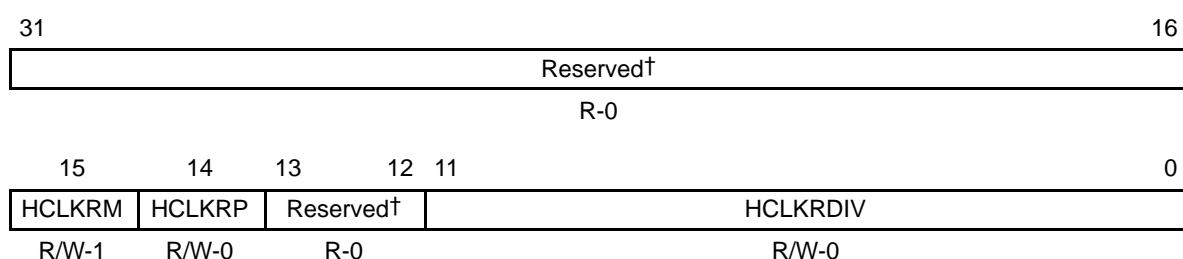 31 16
Reserved†
R-0
15 14 13 12 11 0
HCLKRM HCLKRP Reserved† HCLKRDIV
R/W-1 R/W-0 R-0 R/W-0